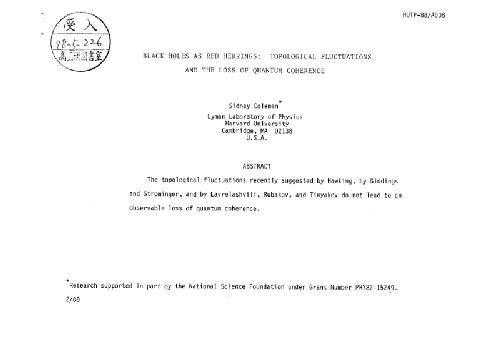 HUTP-88/A008
受入
88-5-226
高エ研図書室
BLACK HOLES AS RED HERRINGS: TOPOLOGICAL FLUCTUATIONS
AND THE LOSS OF QUANTUM COHERENCE
Sidney Coleman*
Lyman Laboratory of Physics
Harvard University
Cambridge, MA 02138
U.S.A.
ABSTRACT
The topological fluctuations recently suggested by Hawking, by Giddings
and Strominger, and by Lavrelashvili, Rubakov, and Tinyakov do not lead to an
observable loss of quantum coherence.
*Research supported in part by the National Science Foundation under Grant Number PHY82-15249.
2/88